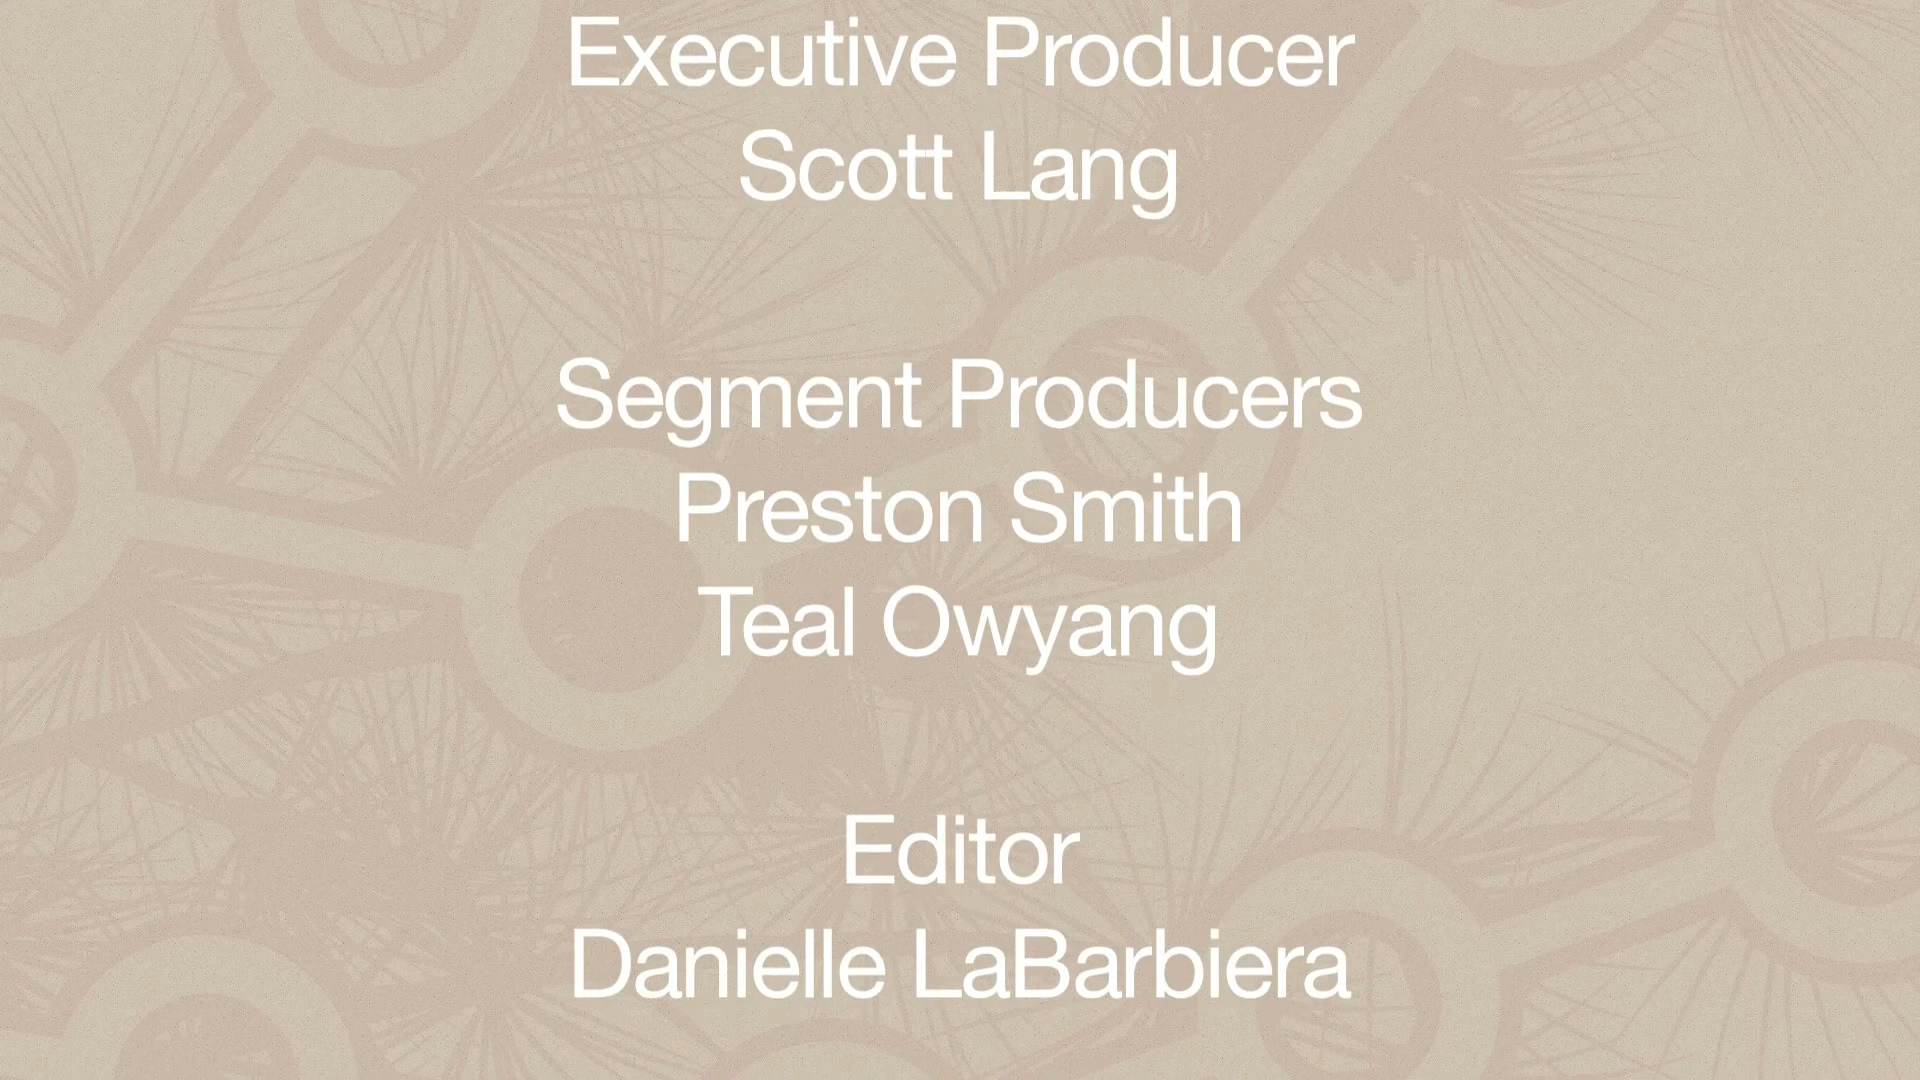 Executive Producer
Scott Lang
Segment Producers
Preston Smith
Teal Owyang
Editor
Danielle LaBarbiera